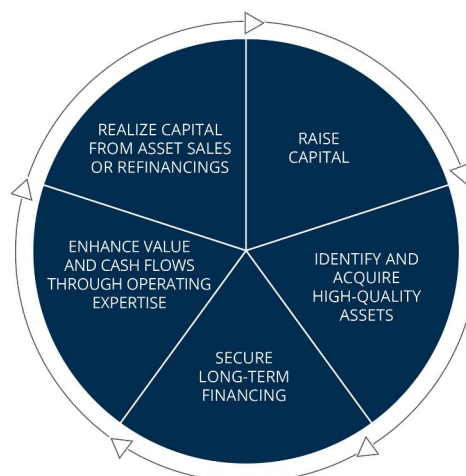 RAISE
CAPITAL
IDENTIFY AND
ACQUIRE
HIGH-QUALITY
ASSETS
SECURE
LONG-TERM
FINANCING
ENHANCE VALUE
AND CASH FLOWS
THROUGH OPERATING
EXPERTISE
REALIZE CAPITAL
FROM ASSET SALES
OR REFINANCINGS